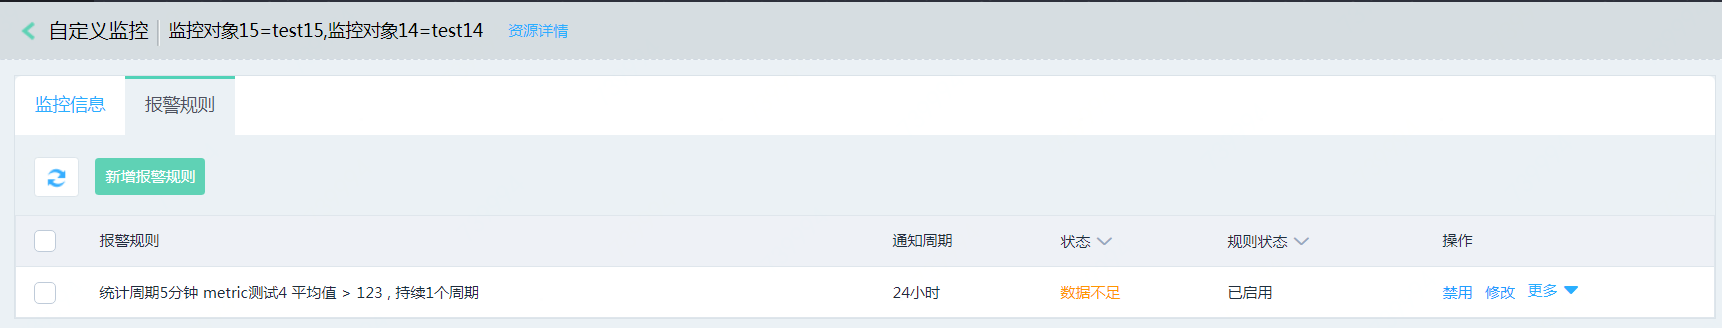 自定义监控 监控对象15=test15,监控对象14=test14 资源详情
监控信息 报警规则
新增报警规则
报警规则 通知周期 状态 规则状态 操作
统计周期5分钟 metric测试4 平均值 > 123 , 持续1个周期 24小时 数据不足 已启用 禁用 修改 更多